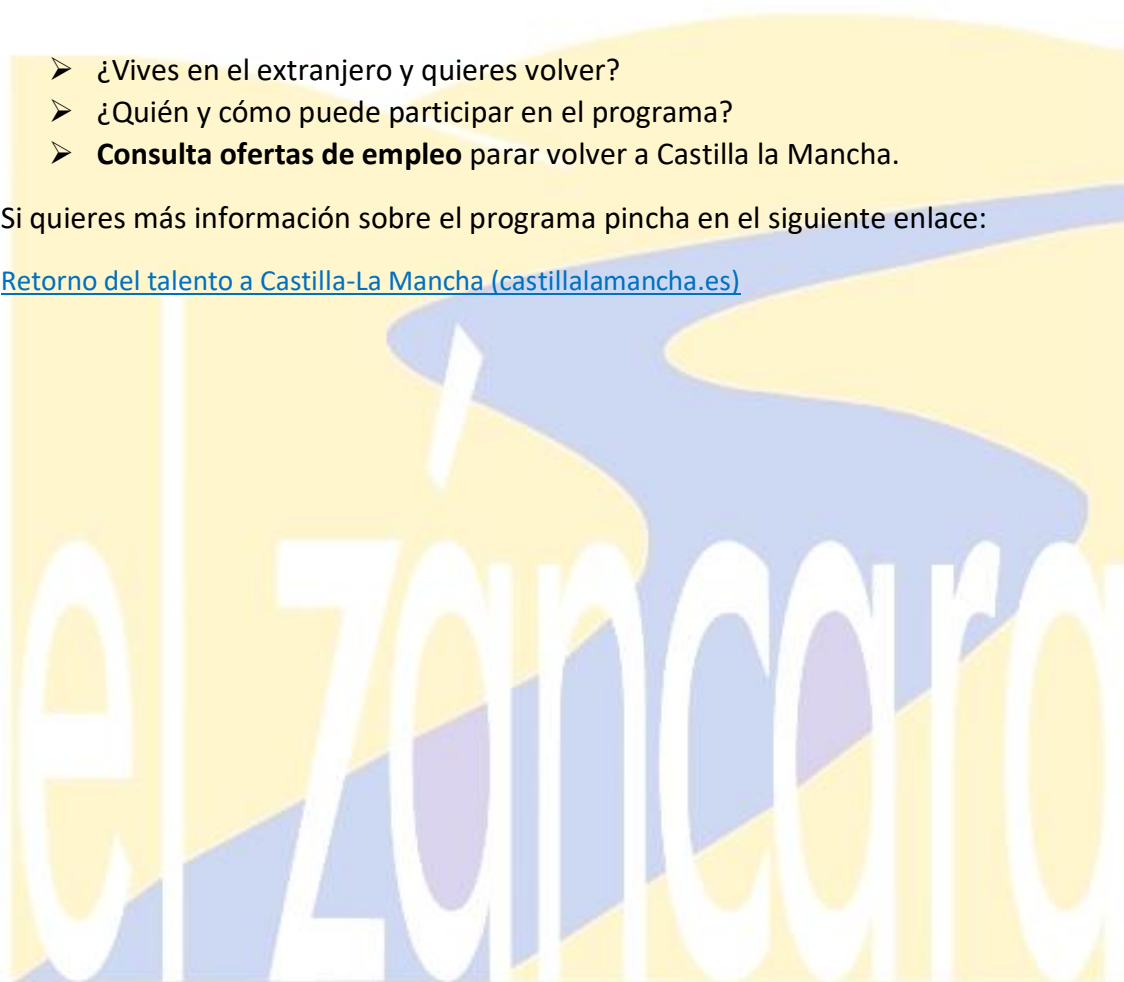 ➢ ¿Vives en el extranjero y quieres volver?
➢ ¿Quién y cómo puede participar en el programa?
➢ Consulta ofertas de empleo parar volver a Castilla la Mancha.
Si quieres más información sobre el programa pincha en el siguiente enlace:
Retorno del talento a Castilla-La Mancha (castillalamancha.es)
el záncara